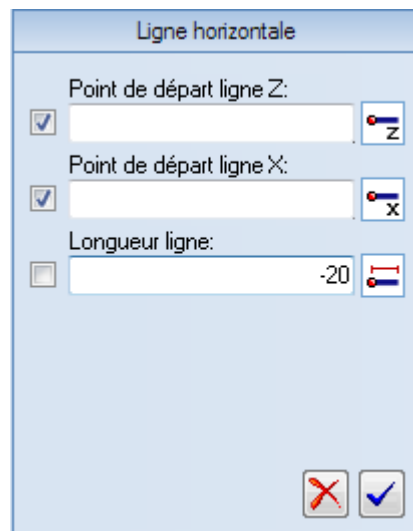 Ligne horizontale
Point de départ ligne Z:
Z
Point de départ ligne X:
X
Longueur ligne:
-20